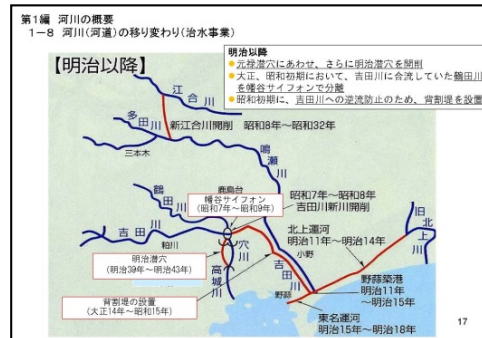 第1編 河川の概要
1－8 河川(河道)の移り変わり(治水事業)
【明治以降】
明治以降
●元禄潜穴にあわせ、さらに明治潜穴を開削
●大正、昭和初期において、吉田川に合流していた鶴田川を幡谷サイフォンで分離
●昭和初期に、吉田川への逆流防止のため、背割堤を設置
江合川
多田川
新江合川開削 昭和8年～昭和32年
三本木
鳴瀬川
鹿島台
幡谷サイフォン
(昭和7年～昭和9年)
昭和7年～昭和8年
吉田川新川開削
鶴田川
吉田川
粕川
穴川
高城川
明治潜穴
(明治39年～明治43年)
背割堤の設置
(大正14年～昭和15年)
吉田川
小野
野蒜
北上運河
明治11年～明治14年
旧北上川
野蒜築港
明治11年
～明治15年
東名運河
明治15年～明治18年
17